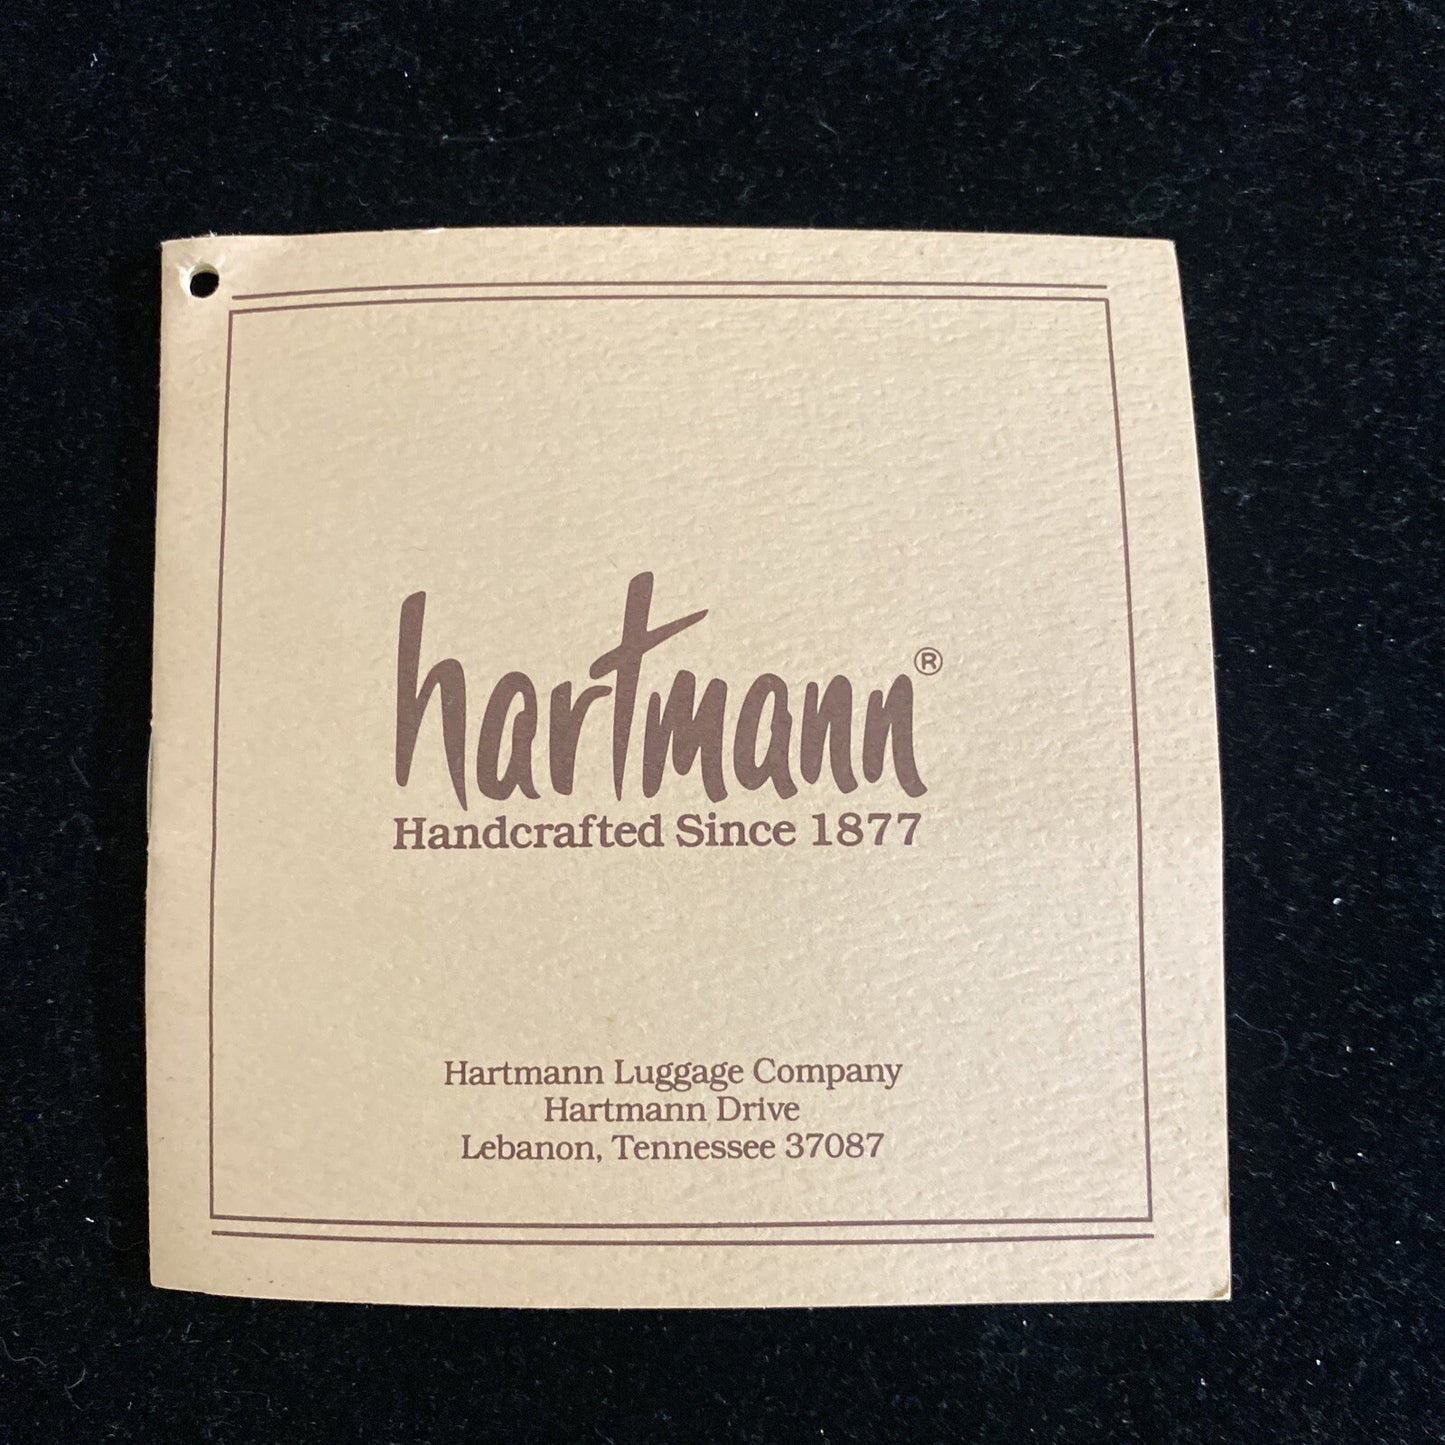 hartmann®
Handcrafted Since 1877
Hartmann Luggage Company
Hartmann Drive
Lebanon, Tennessee 37087